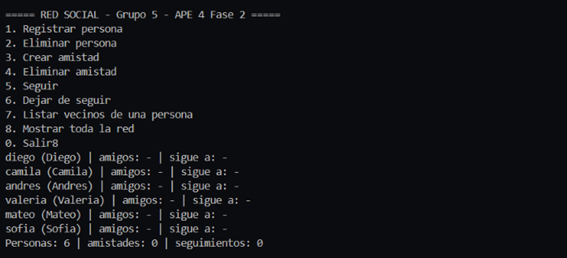 ===== RED SOCIAL - Grupo 5 - APE 4 Fase 2 =====
1. Registrar persona
2. Eliminar persona
3. Crear amistad
4. Eliminar amistad
5. Seguir
6. Dejar de seguir
7. Listar vecinos de una persona
8. Mostrar toda la red
0. Salir8
diego (Diego) | amigos: - | sigue a: -
camila (Camila) | amigos: - | sigue a: -
andres (Andres) | amigos: - | sigue a: -
valeria (Valeria) | amigos: - | sigue a: -
mateo (Mateo) | amigos: - | sigue a: -
sofia (Sofia) | amigos: - | sigue a: -
Personas: 6 | amistades: 0 | seguimientos: 0